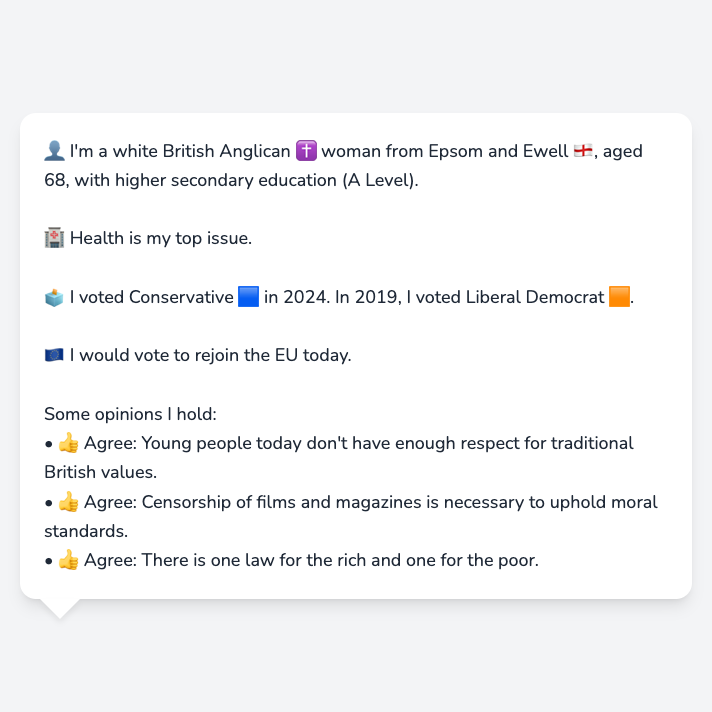 👤 I'm a white British Anglican ✝️ woman from Epsom and Ewell 🏴󠁧󠁢󠁥󠁮󠁧󠁿, aged
68, with higher secondary education (A Level).
🏥 Health is my top issue.
🗳️ I voted Conservative 🟦 in 2024. In 2019, I voted Liberal Democrat 🟧.
🇪🇺 I would vote to rejoin the EU today.
Some opinions I hold:
• 👍 Agree: Young people today don't have enough respect for traditional
British values.
• 👍 Agree: Censorship of films and magazines is necessary to uphold moral
standards.
• 👍 Agree: There is one law for the rich and one for the poor.